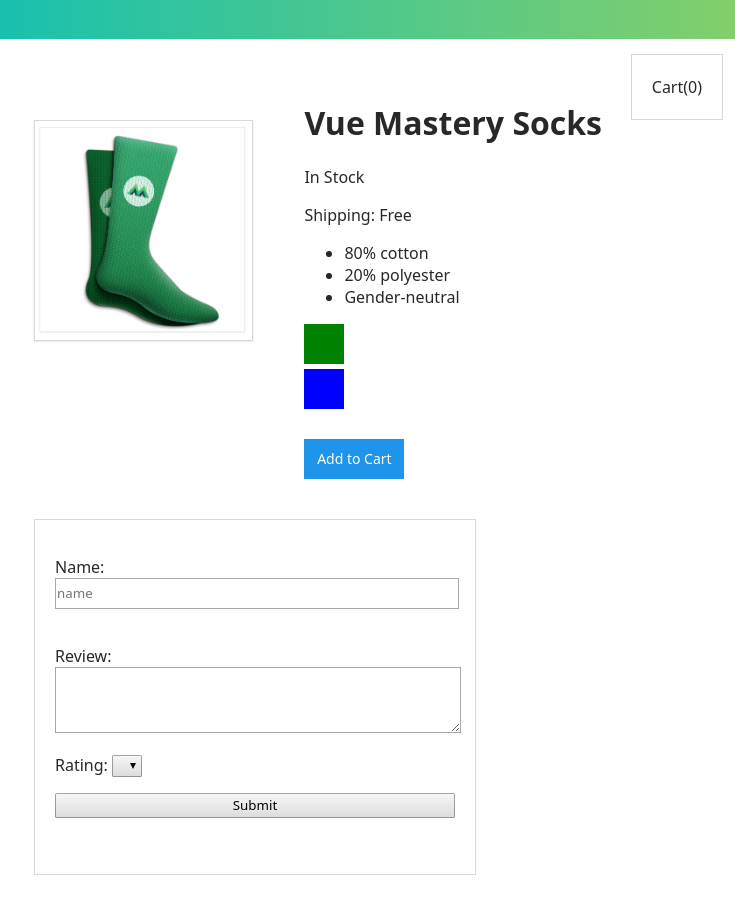 Cart(0)
Vue Mastery Socks
In Stock
Shipping: Free
80% cotton
20% polyester
Gender-neutral
Add to Cart
Name:
name
Review:
Rating:
Submit